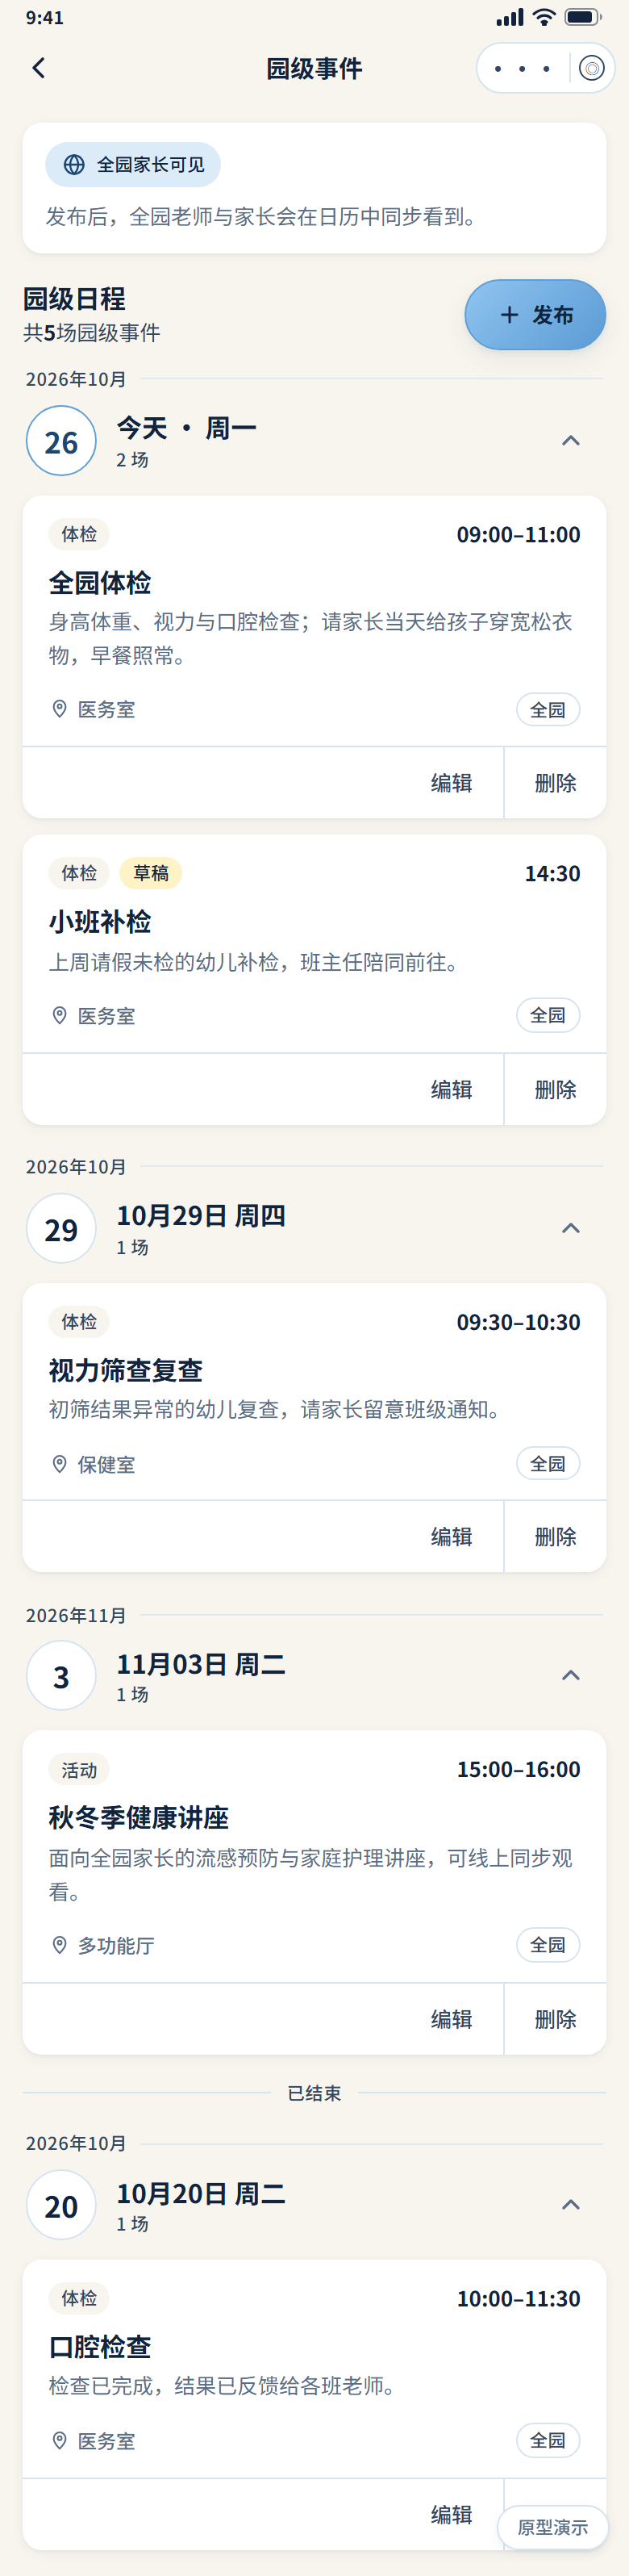 9:41
园级事件
全园家长可见
发布后，全园老师与家长会在日历中同步看到。
园级日程
共5场园级事件
发布
2026年10月
26
今天 · 周一
2 场
体检
09:00–11:00
全园体检
身高体重、视力与口腔检查；请家长当天给孩子穿宽松衣
物，早餐照常。
医务室
全园
编辑
删除
体检
草稿
14:30
小班补检
上周请假未检的幼儿补检，班主任陪同前往。
医务室
全园
编辑
删除
2026年10月
29
10月29日 周四
1 场
体检
09:30–10:30
视力筛查复查
初筛结果异常的幼儿复查，请家长留意班级通知。
保健室
全园
编辑
删除
2026年11月
3
11月03日 周二
1 场
活动
15:00–16:00
秋冬季健康讲座
面向全园家长的流感预防与家庭护理讲座，可线上同步观
看。
多功能厅
全园
编辑
删除
已结束
2026年10月
20
10月20日 周二
1 场
体检
10:00–11:30
口腔检查
检查已完成，结果已反馈给各班老师。
医务室
全园
编辑
原型演示